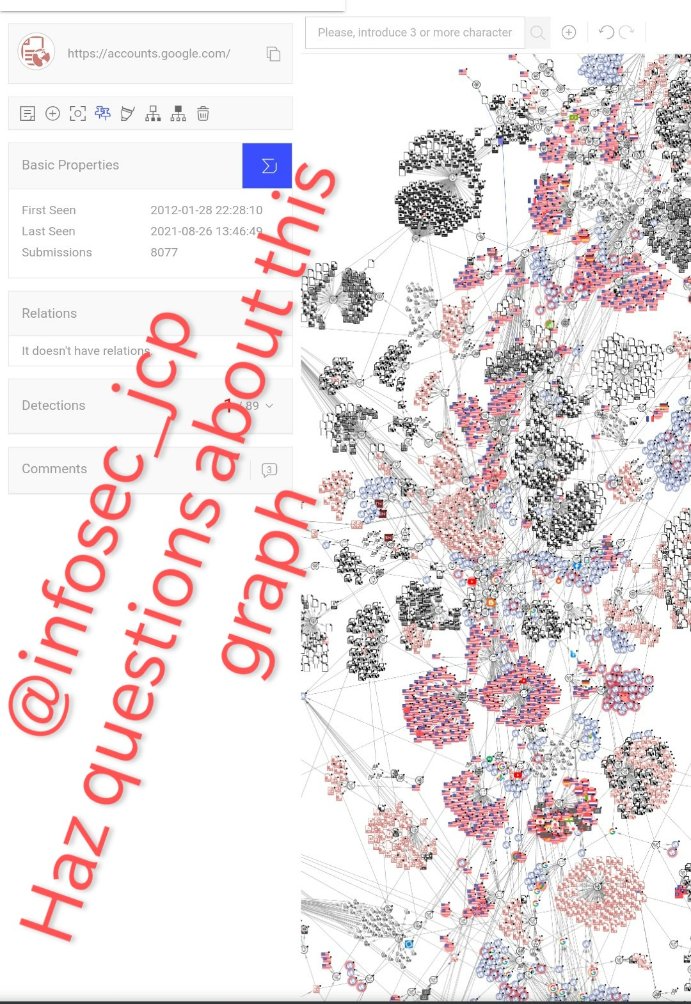 https://accounts.google.com/
Please, introduce 3 or more character
Basic Properties
First Seen 2012-01-28 22:28:10
Last Seen 2021-08-26 13:46:49
Submissions 8077
Relations
It doesn't have relations.
Detections 1 / 89
Comments 3
@infosec_jcp
Haz questions about this
graph